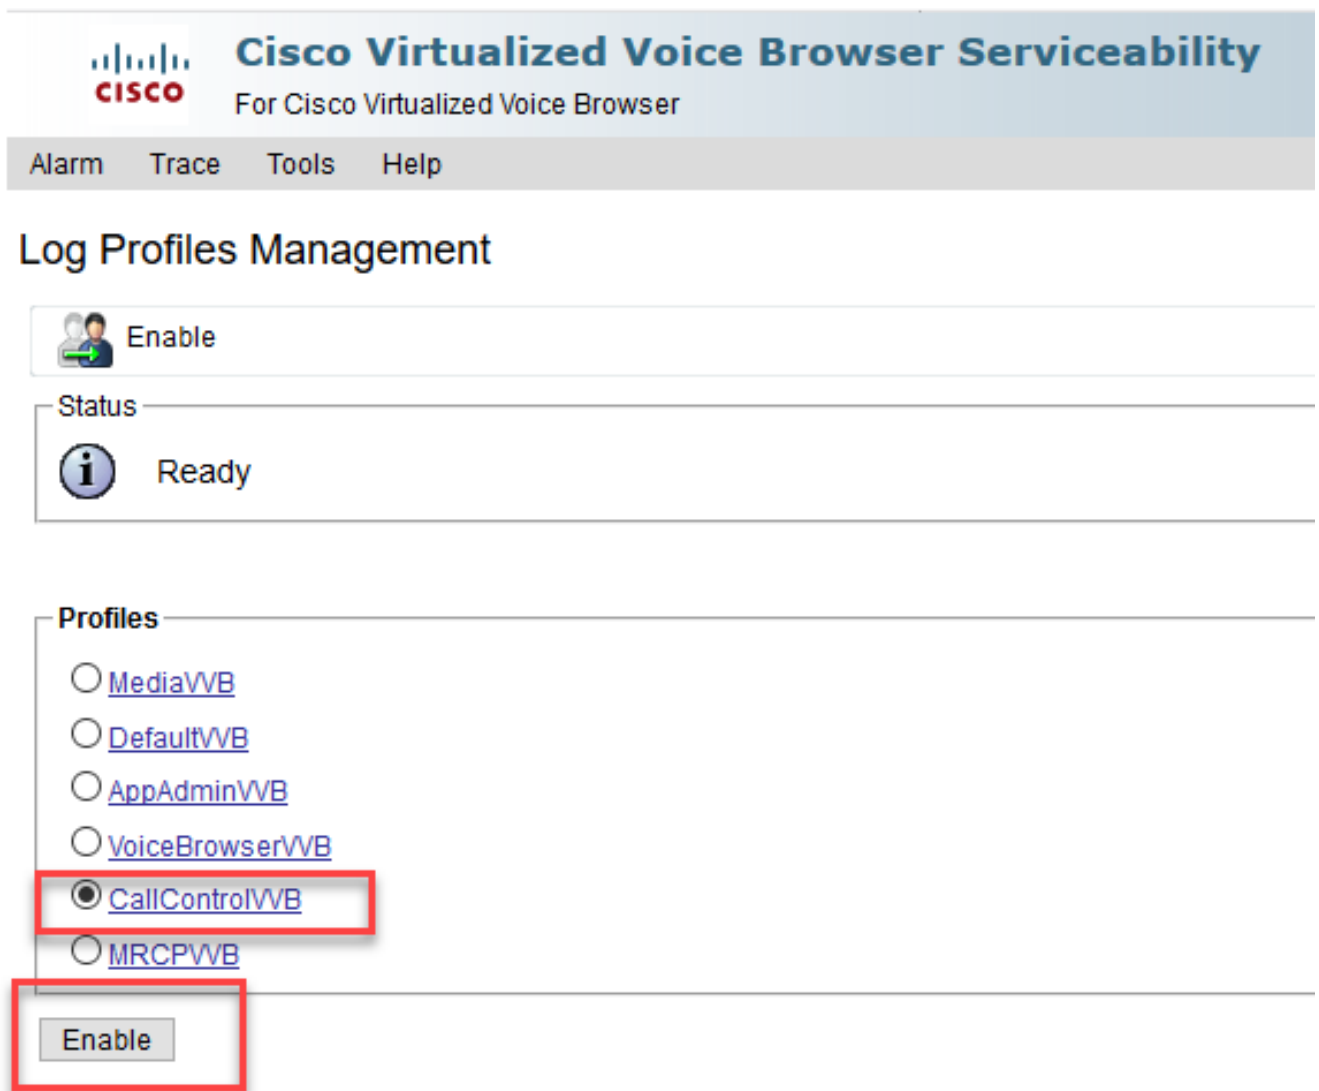 Cisco Virtualized Voice Browser Serviceability
CISCO
For Cisco Virtualized Voice Browser
Alarm Trace Tools Help
Log Profiles Management
Enable
Status
i Ready
Profiles
MediaVVB
DefaultVVB
AppAdminVVB
VoiceBrowserVVB
CallControlVVB
MRCPVVB
Enable